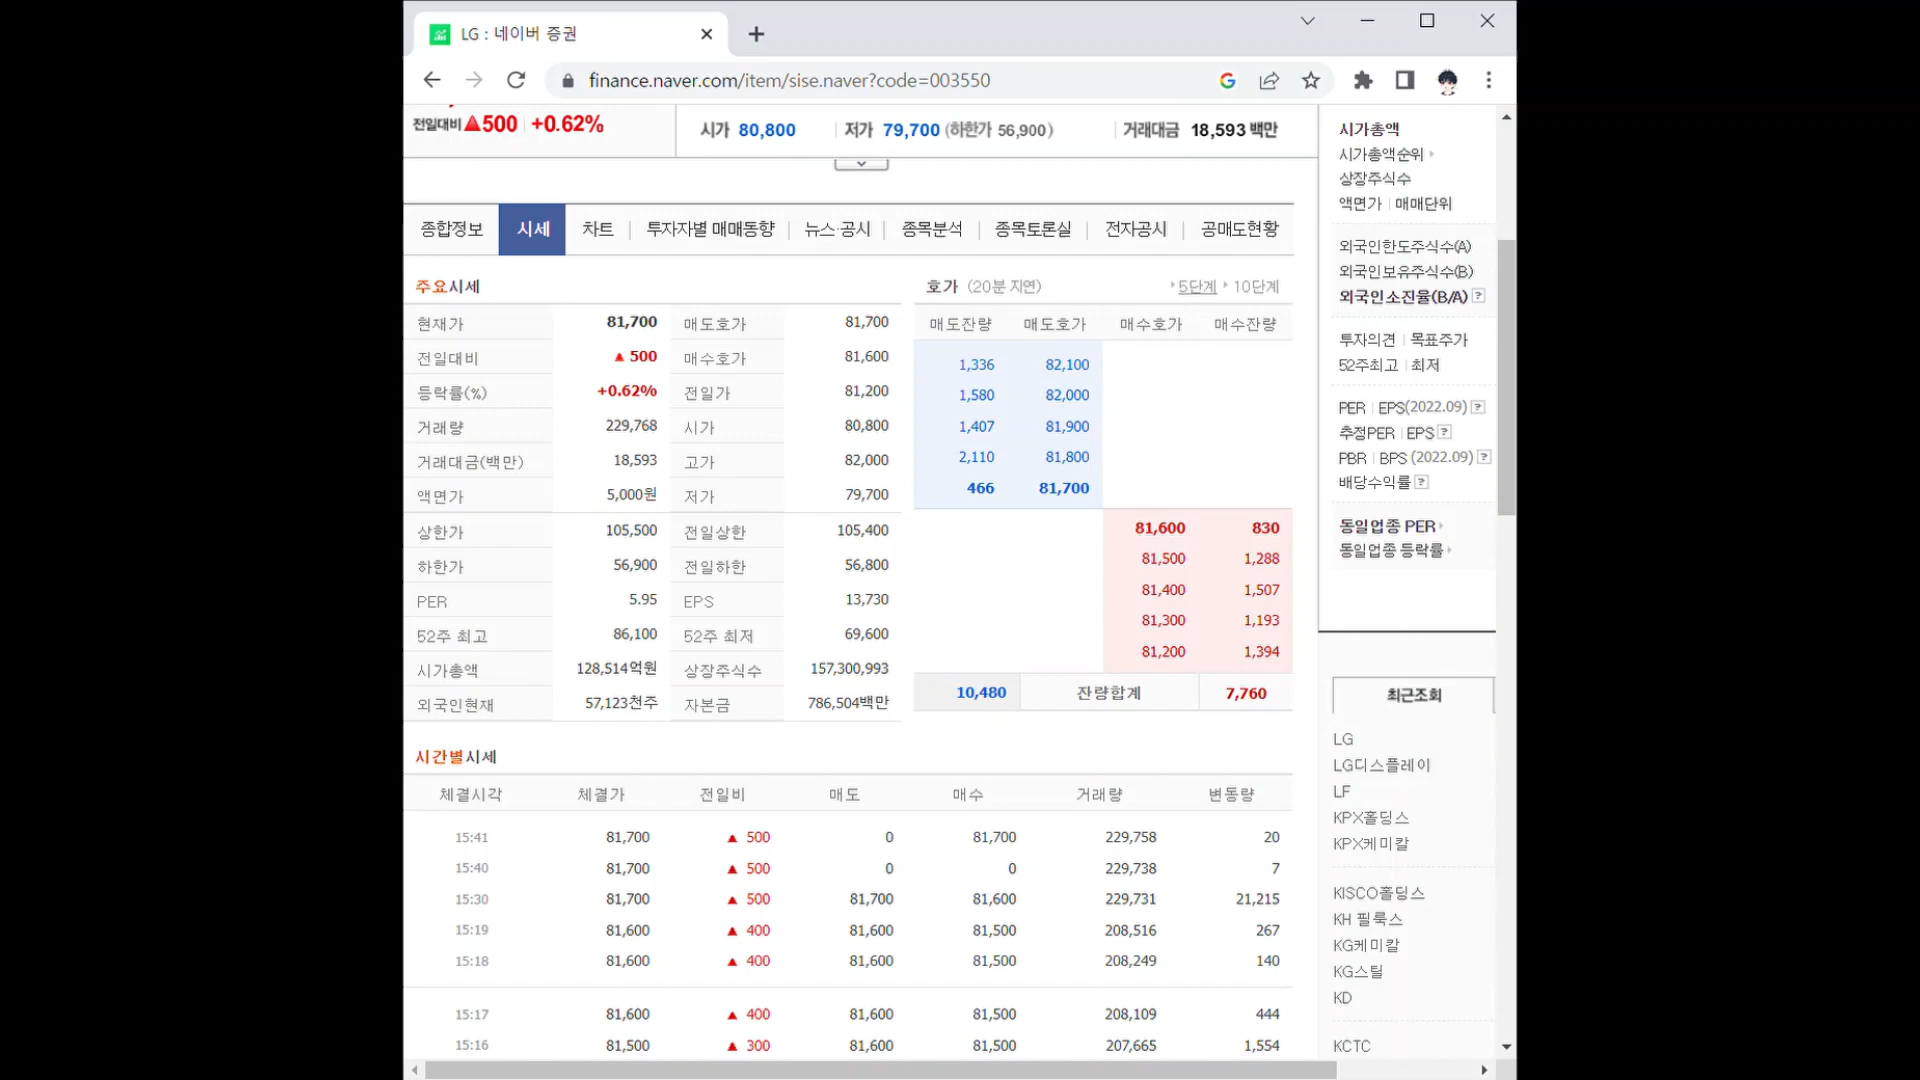 LG : 네이버 증권
finance.naver.com/item/sise.naver?code=003550
전일대비 ▲500 +0.62%
시가 80,800 저가 79,700 (하한가 56,900) 거래대금 18,593 백만
종합정보 시세 차트 투자자별 매매동향 뉴스·공시 종목분석 종목토론실 전자공시 공매도현황
주요시세
현재가 81,700 매도호가 81,700
전일대비 ▲ 500 매수호가 81,600
등락률(%) +0.62% 전일가 81,200
거래량 229,768 시가 80,800
거래대금(백만) 18,593 고가 82,000
액면가 5,000원 저가 79,700
상한가 105,500 전일상한 105,400
하한가 56,900 전일하한 56,800
PER 5.95 EPS 13,730
52주 최고 86,100 52주 최저 69,600
시가총액 128,514억원 상장주식수 157,300,993
외국인현재 57,123천주 자본금 786,504백만
호가 (20분 지연) 5단계 10단계
매도잔량 매도호가 매수호가 매수잔량
1,336 82,100
1,580 82,000
1,407 81,900
2,110 81,800
466 81,700
81,600 830
81,500 1,288
81,400 1,507
81,300 1,193
81,200 1,394
10,480 잔량합계 7,760
시간별시세
체결시각 체결가 전일비 매도 매수 거래량 변동량
15:41 81,700 ▲ 500 0 81,700 229,758 20
15:40 81,700 ▲ 500 0 0 229,738 7
15:30 81,700 ▲ 500 81,700 81,600 229,731 21,215
15:19 81,600 ▲ 400 81,600 81,500 208,516 267
15:18 81,600 ▲ 400 81,600 81,500 208,249 140
15:17 81,600 ▲ 400 81,600 81,500 208,109 444
15:16 81,500 ▲ 300 81,600 81,500 207,665 1,554
시가총액
시가총액순위
상장주식수
액면가 매매단위
외국인한도주식수(A)
외국인보유주식수(B)
외국인소진율(B/A) ?
투자의견 목표주가
52주최고 최저
PER EPS(2022.09) ?
추정PER EPS ?
PBR BPS (2022.09) ?
배당수익률 ?
동일업종 PER
동일업종 등락률
최근조회
LG
LG디스플레이
LF
KPX홀딩스
KPX케미칼
KISCO홀딩스
KH 필룩스
KG케미칼
KG스틸
KD
KCTC